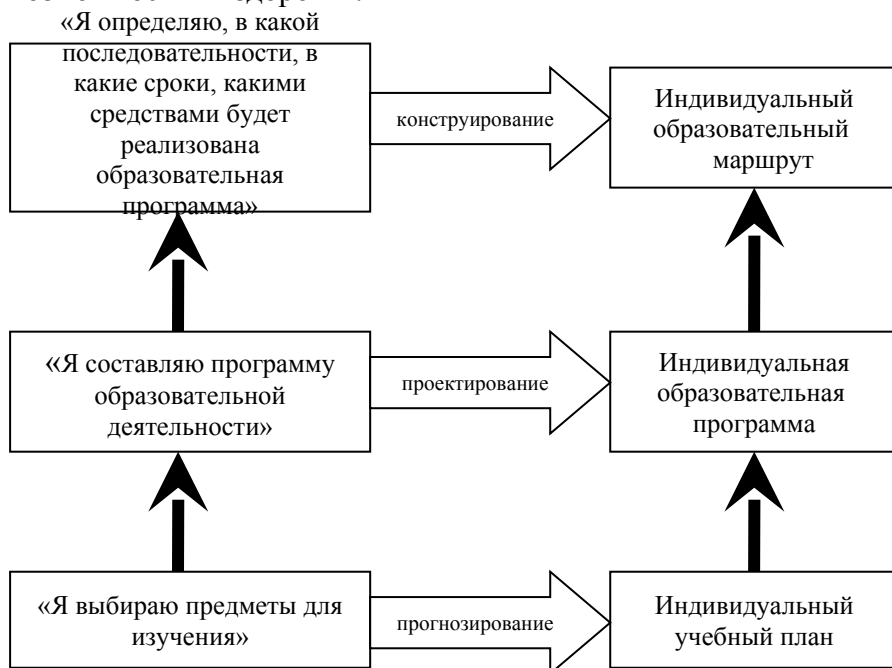 «Я определяю, в какой
последовательности, в
какие сроки, какими
средствами будет
реализована
образовательная
программа»
конструирование
Индивидуальный
образовательный
маршрут
«Я составляю программу
образовательной
деятельности»
проектирование
Индивидуальная
образовательная
программа
«Я выбираю предметы для
изучения»
прогнозирование
Индивидуальный
учебный план